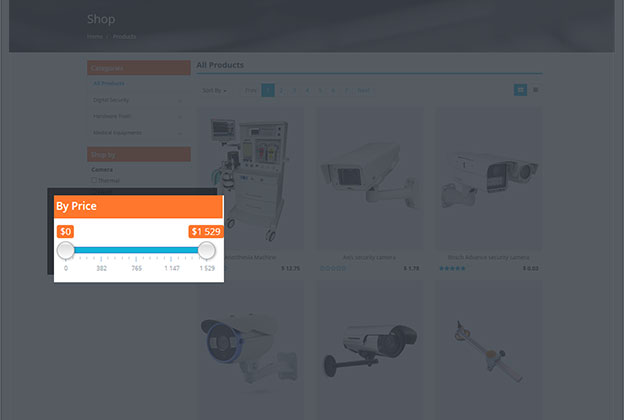 Shop
Home / Products
Categories
All Products
Digital Security
Hardware Tools
Medical equipments
Shop by
Camera
Thermal
All Products
Sort By
Prev 1 2 3 4 5 6 7 Next
By Price
$0 $1 529
0 382 765 1 147 1 529
Anesthesia Machine
$ 12.75
Axis security camera
$ 1.75
Bosch Advance security camera
$ 0.02